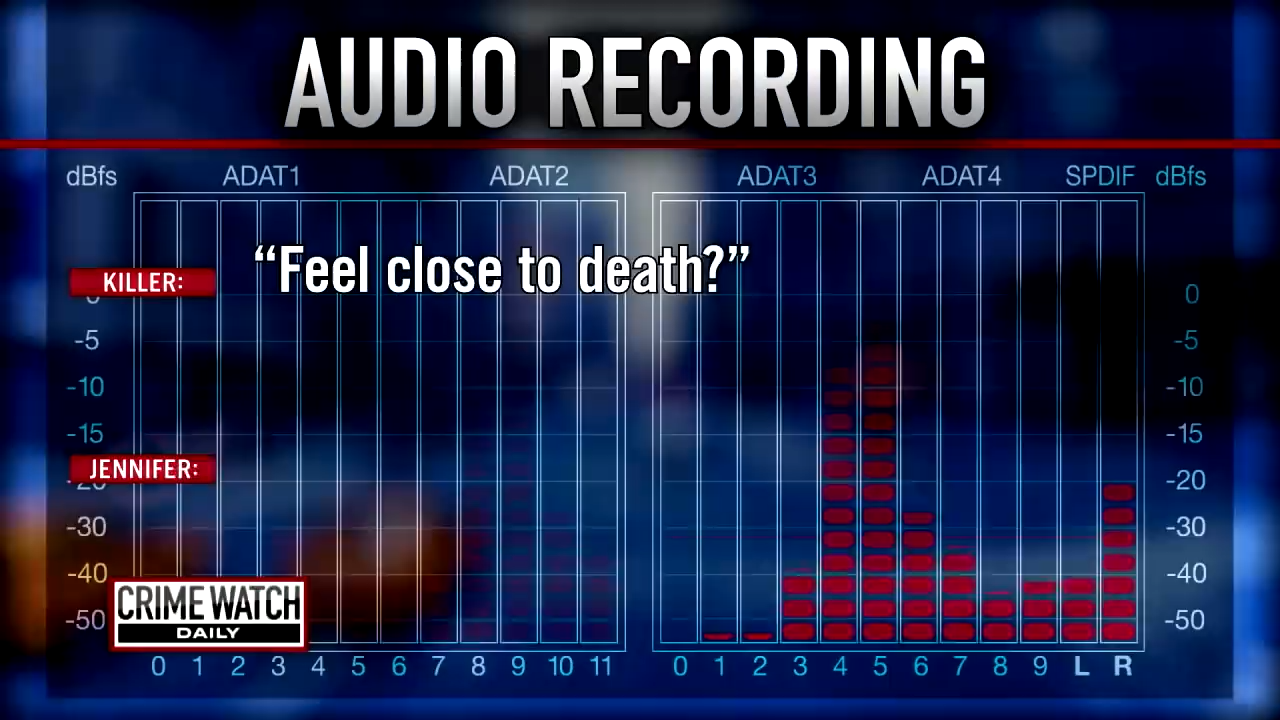 AUDIO RECORDING
dBfs ADAT1 ADAT2 ADAT3 ADAT4 SPDIF dBfs
KILLER: “Feel close to death?”
0 0
-5 -5
-10 -10
-15 -15
JENNIFER:
-20 -20
-30 -30
-40 -40
CRIME WATCH
DAILY
-50 -50
0 1 2 3 4 5 6 7 8 9 10 11 0 1 2 3 4 5 6 7 8 9 L R